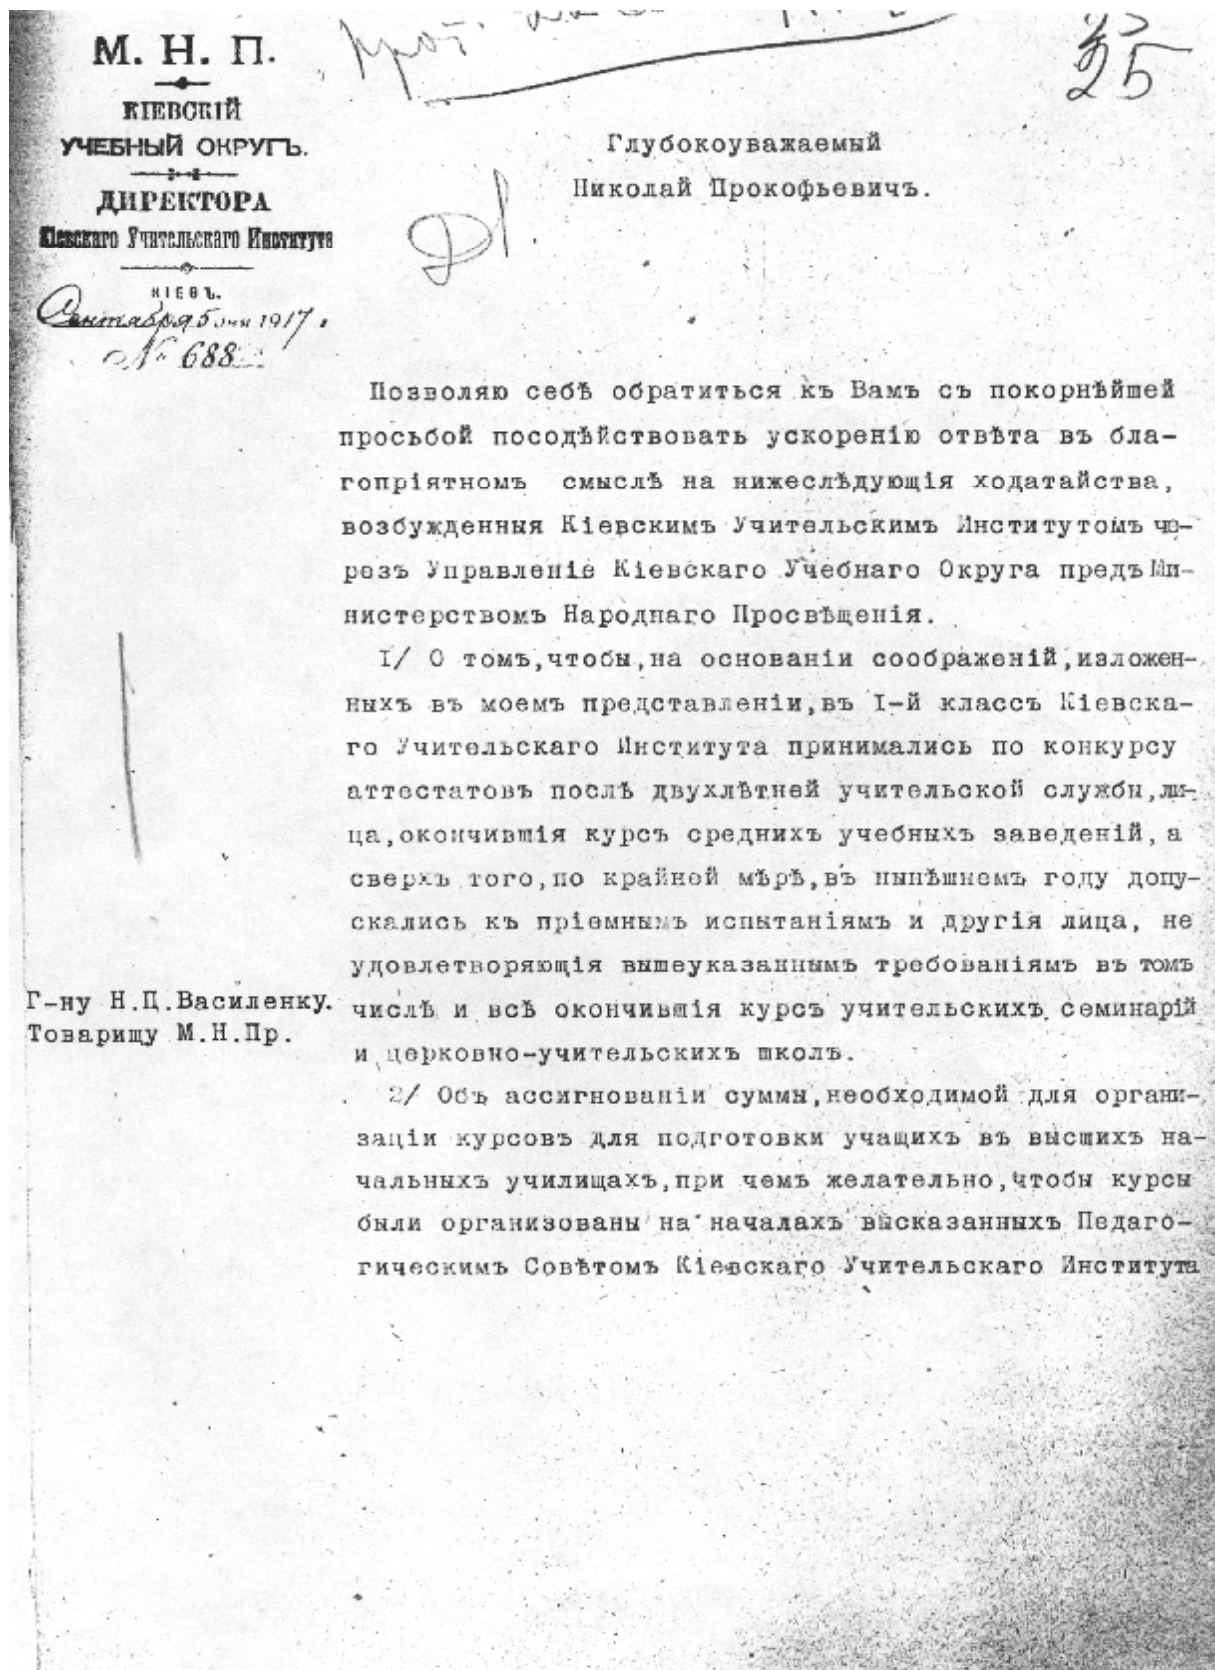 М. Н. П.
КІЕВСКІЙ
УЧЕБНЫЙ ОКРУГЪ.
ДИРЕКТОРА
Кіевскаго Учительскаго Института
КІЕВЪ.
Сентября 5 дня 1917 г.
№ 688
25
Глубокоуважаемый
Николай Прокофьевичъ.
Позволяю себѣ обратиться къ Вамъ съ покорнѣйшей
просьбой посодѣйствовать ускоренію отвѣта въ бла-
гопріятномъ смыслѣ на нижеслѣдующія ходатайства,
возбужденныя Кіевскимъ Учительскимъ Институтомъ че-
резъ Управленіе Кіевскаго Учебнаго Округа предъ Ми-
нистерствомъ Народнаго Просвѣщенія.
I/ О томъ,чтобы,на основаніи соображеній,изложен-
ныхъ въ моемъ представленіи,въ I-й классъ Кіевска-
го Учительскаго Института принимались по конкурсу
аттестатовъ послѣ двухлѣтней учительской службы,ли-
ца,окончившія курсъ среднихъ учебныхъ заведеній,а
сверхъ того,по крайней мѣрѣ,въ нынѣшнемъ году допу-
скались къ пріемнымъ испытаніямъ и другія лица, не
удовлетворяющія вышеуказаннымъ требованіямъ въ томъ
числѣ и всѣ окончившія курсъ учительскихъ семинарій
и церковно-учительскихъ школъ.
2/ Объ ассигнованіи суммы,необходимой для органи-
заціи курсовъ для подготовки учащихъ въ высшихъ на-
чальныхъ училищахъ,при чемъ желательно,чтобы курсы
были организованы на началахъ высказанныхъ Педаго-
гическимъ Совѣтомъ Кіевскаго Учительскаго Института
Г-ну Н.Ц.Василенку.
Товарищу М.Н.Пр.